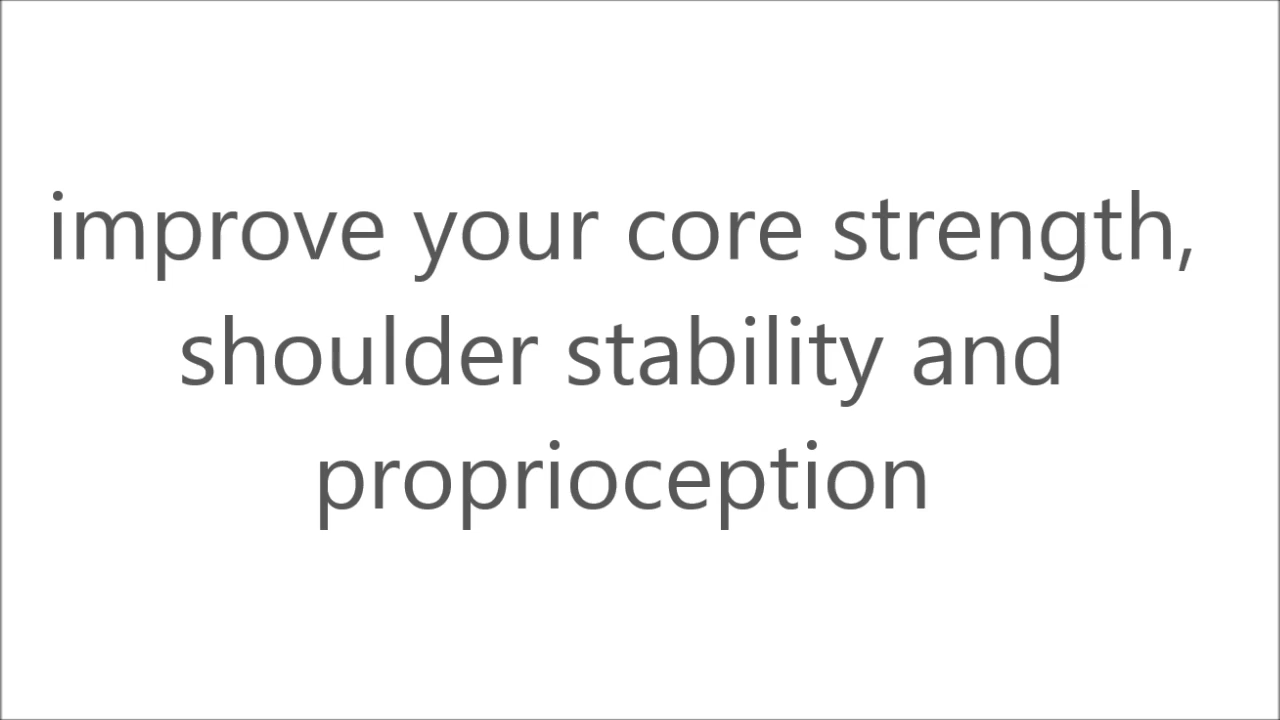 improve your core strength,
shoulder stability and
proprioception